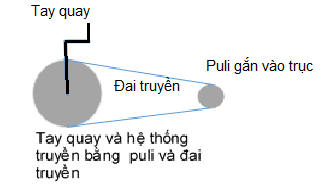 Tay quay
Puli gắn vào trục
Đai truyền
Tay quay và hệ thống
truyền bằng puli và đai
truyền